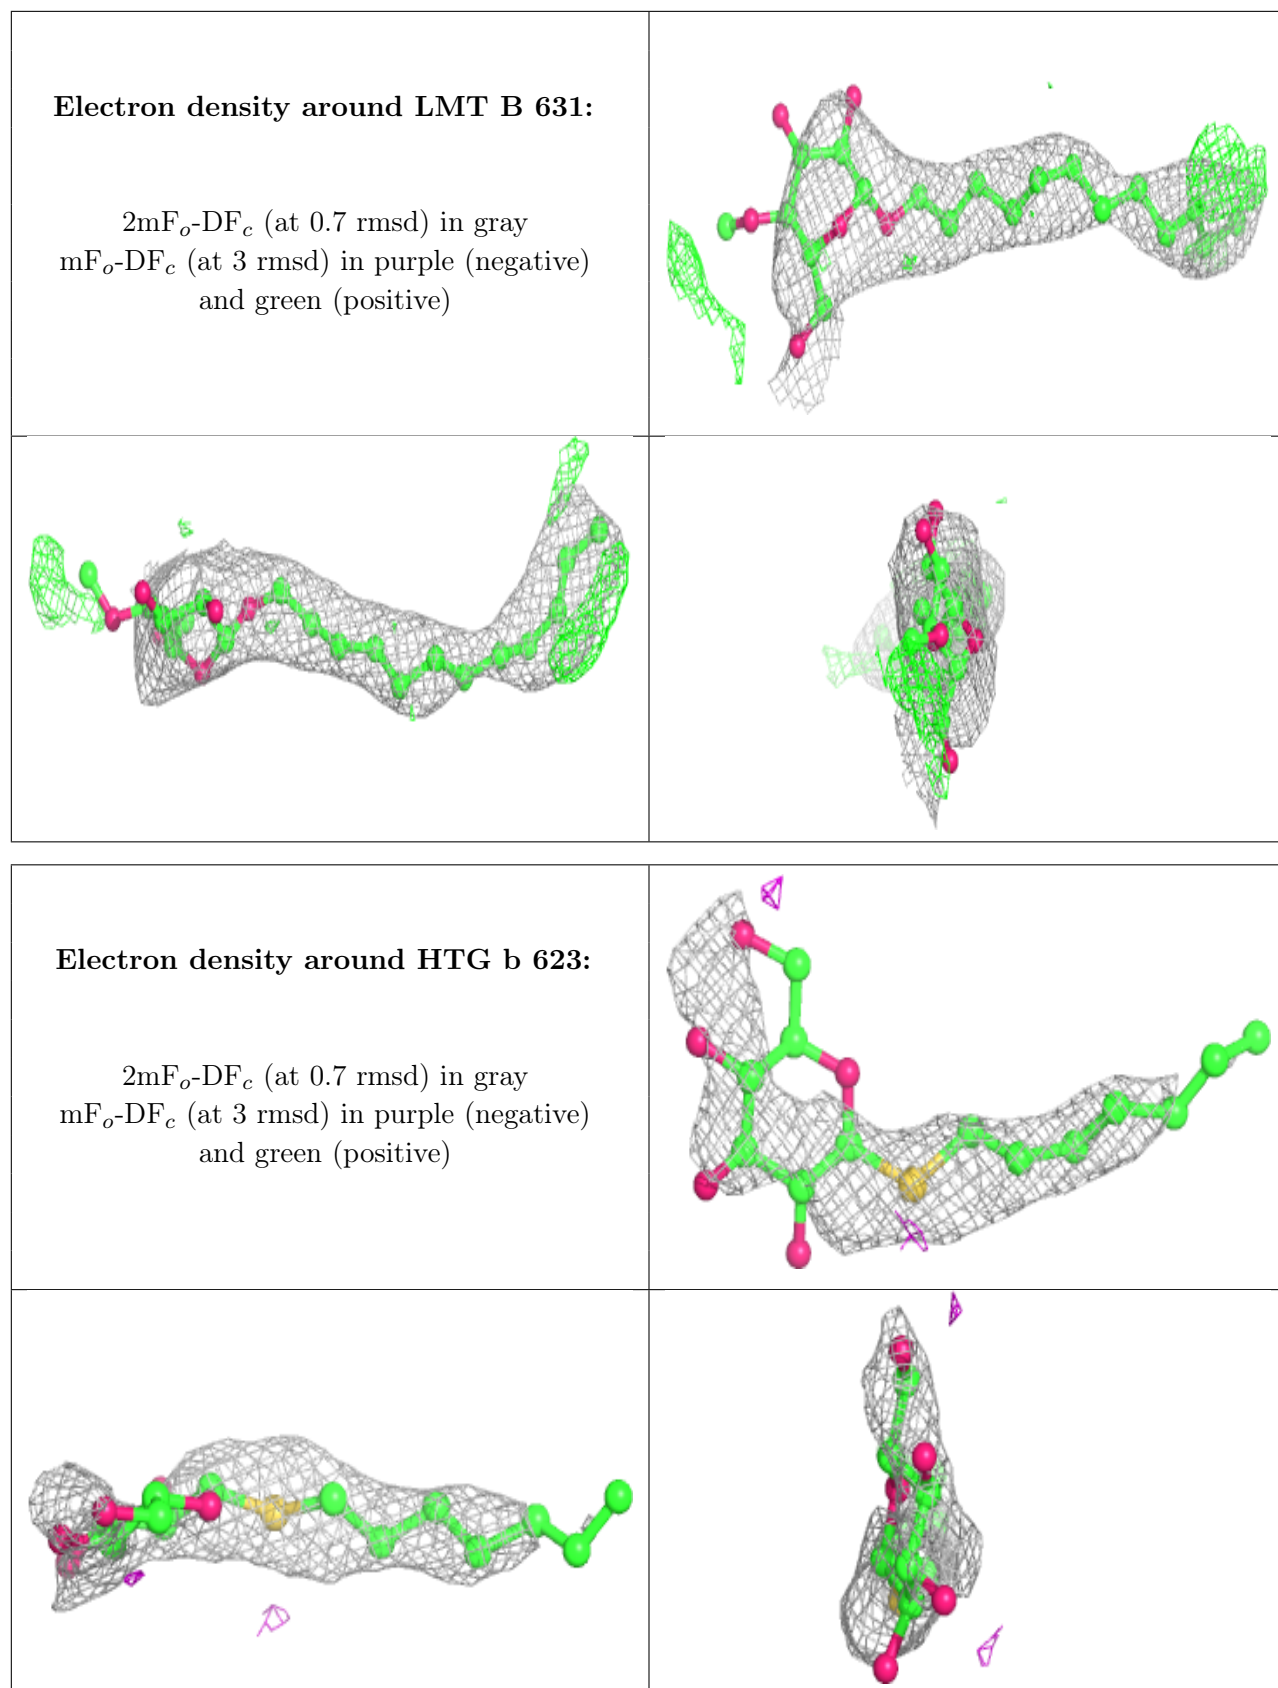 Electron density around LMT B 631:
2mFo-DFc (at 0.7 rmsd) in gray
mFo-DFc (at 3 rmsd) in purple (negative)
and green (positive)
Electron density around HTG b 623:
2mFo-DFc (at 0.7 rmsd) in gray
mFo-DFc (at 3 rmsd) in purple (negative)
and green (positive)